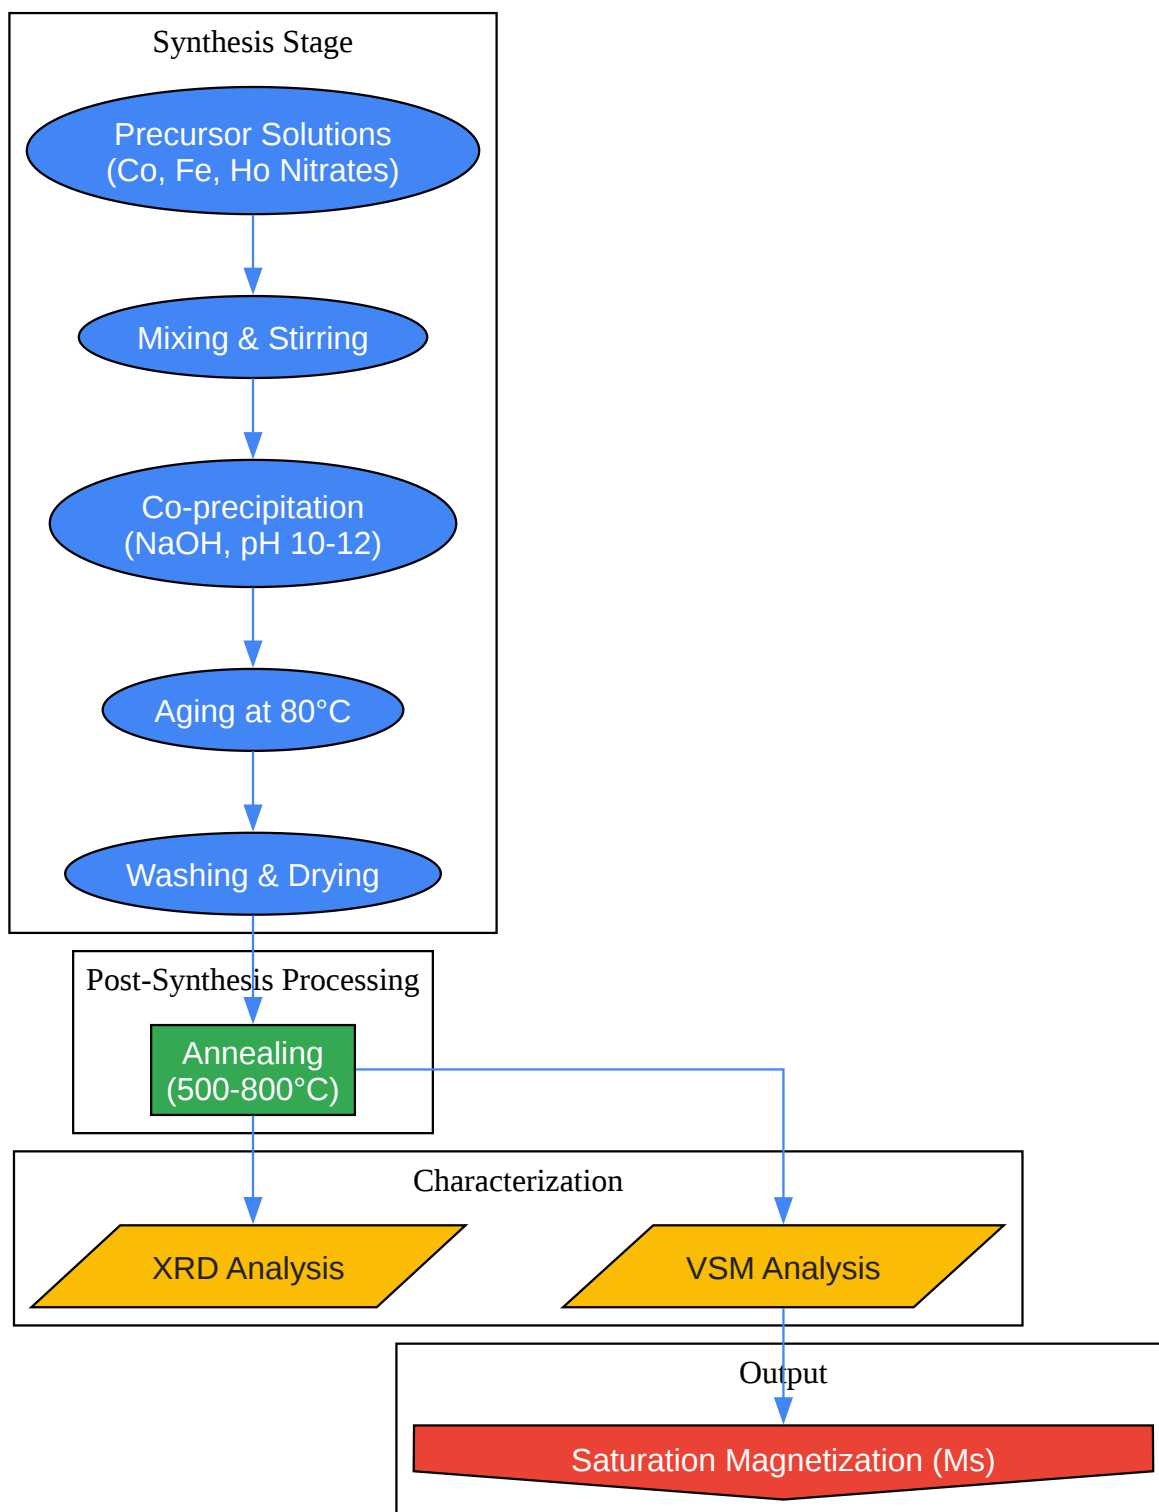 Synthesis Stage
Precursor Solutions
(Co, Fe, Ho Nitrates)
Mixing & Stirring
Co-precipitation
(NaOH, pH 10-12)
Aging at 80°C
Washing & Drying
Post-Synthesis Processing
Annealing
(500-800°C)
Characterization
XRD Analysis
VSM Analysis
Output
Saturation Magnetization (Ms)